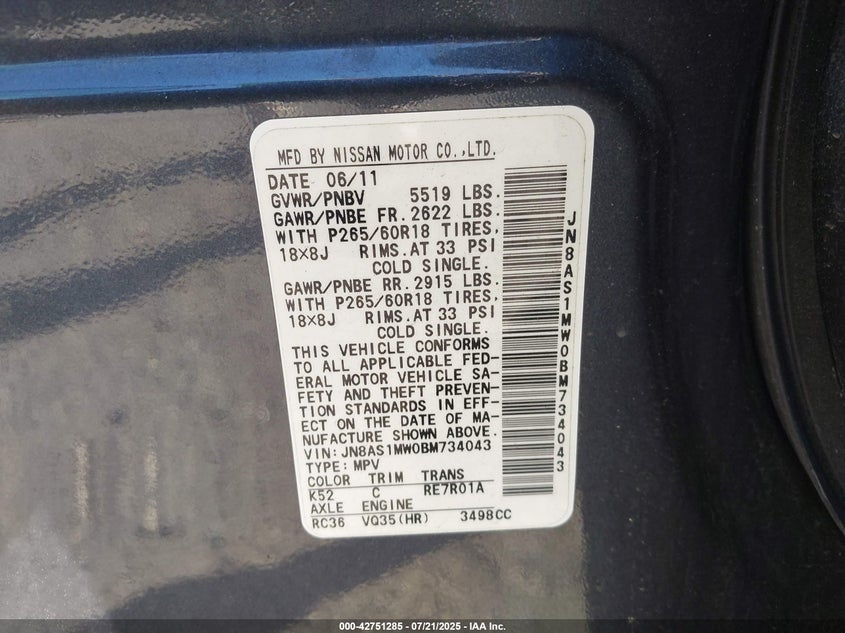 MFD BY NISSAN MOTOR CO.,LTD.
DATE 06/11
GVWR/PNBV 5519 LBS.
GAWR/PNBE FR. 2622 LBS.
WITH P265/60R18 TIRES,
18×8J RIMS. AT 33 PSI
COLD SINGLE.
GAWR/PNBE RR. 2915 LBS.
WITH P265/60R18 TIRES,
18×8J RIMS. AT 33 PSI
COLD SINGLE.
THIS VEHICLE CONFORMS
TO ALL APPLICABLE FED-
ERAL MOTOR VEHICLE SA-
FETY AND THEFT PREVEN-
TION STANDARDS IN EFF-
ECT ON THE DATE OF MA-
NUFACTURE SHOWN ABOVE.
VIN: JN8AS1MW0BM734043
TYPE: MPV
COLOR TRIM TRANS
K52 C RE7R01A
AXLE ENGINE
RC36 VQ35(HR) 3498CC
JN8AS1MW0BM734043
000-42751285 - 07/21/2025 - IAA Inc.